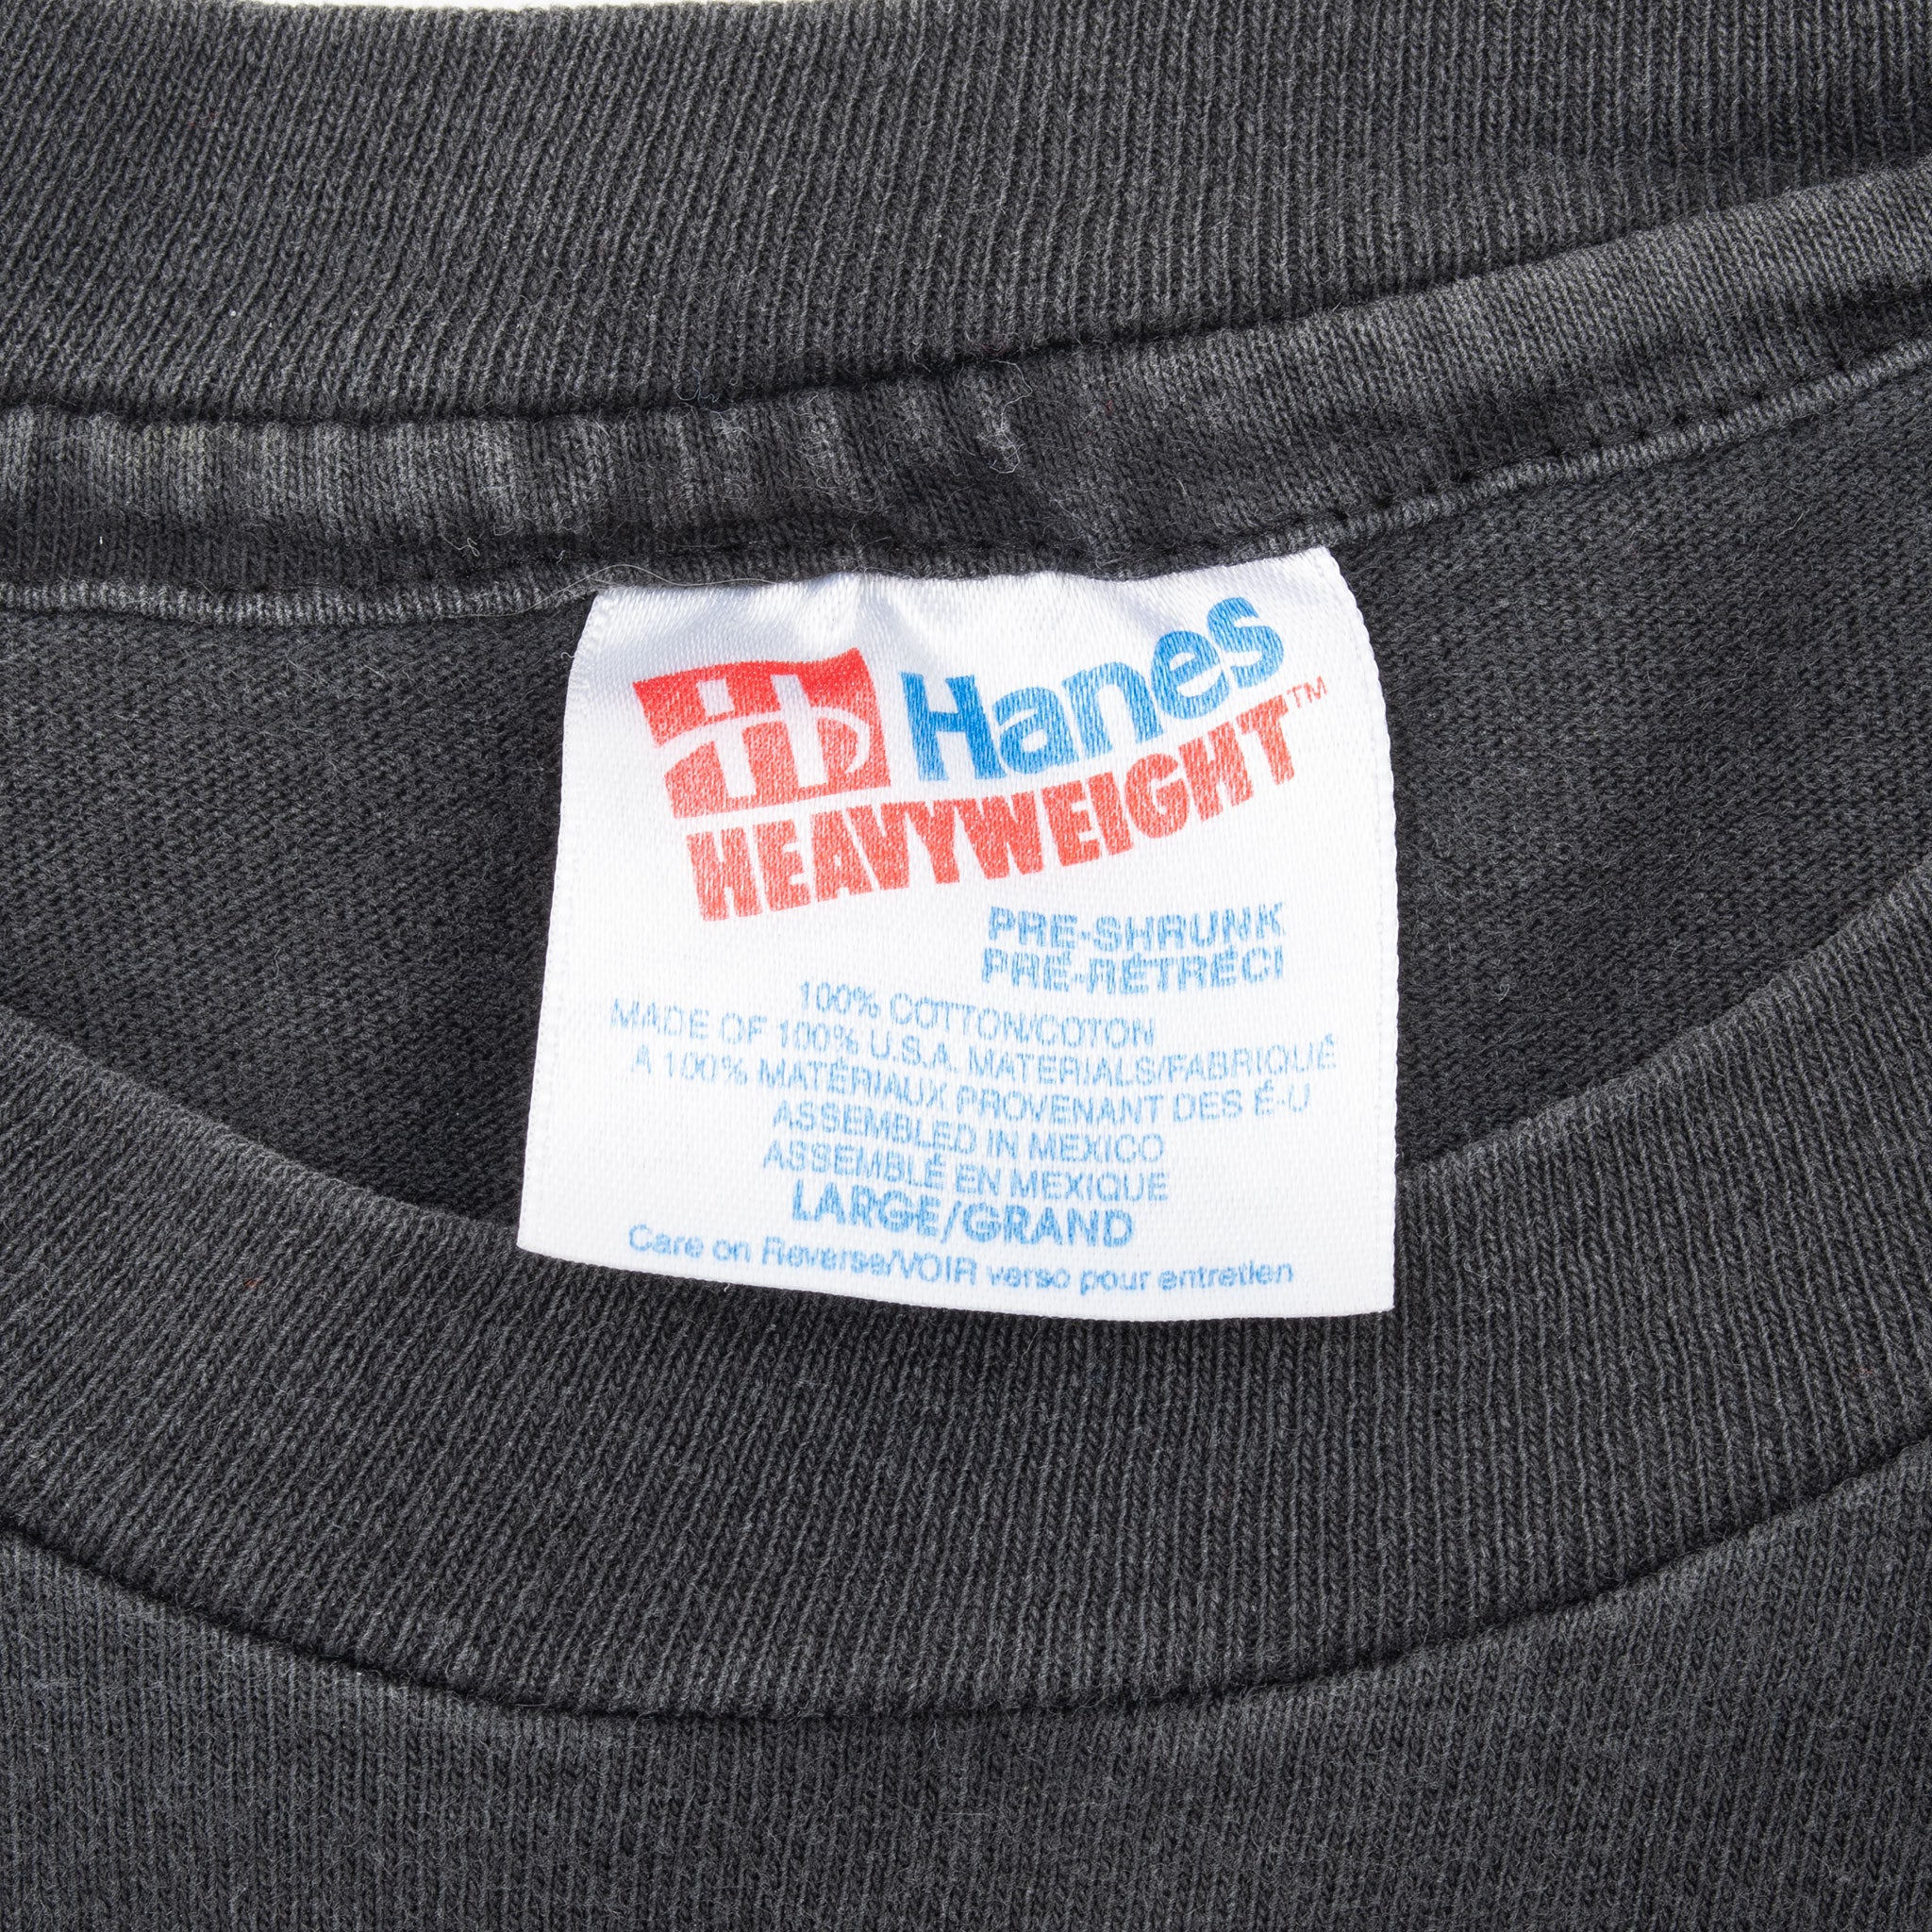 Hanes
HEAVYWEIGHT™
PRE-SHRUNK
PRÉ-RÉTRÉCI
100% COTTON/COTON
MADE OF 100% U.S.A. MATERIALS/FABRIQUÉ
A 100% MATÉRIAUX PROVENANT DES É-U
ASSEMBLED IN MEXICO
ASSEMBLÉ EN MEXIQUE
LARGE/GRAND
Care on Reverse/VOIR verso pour entretien